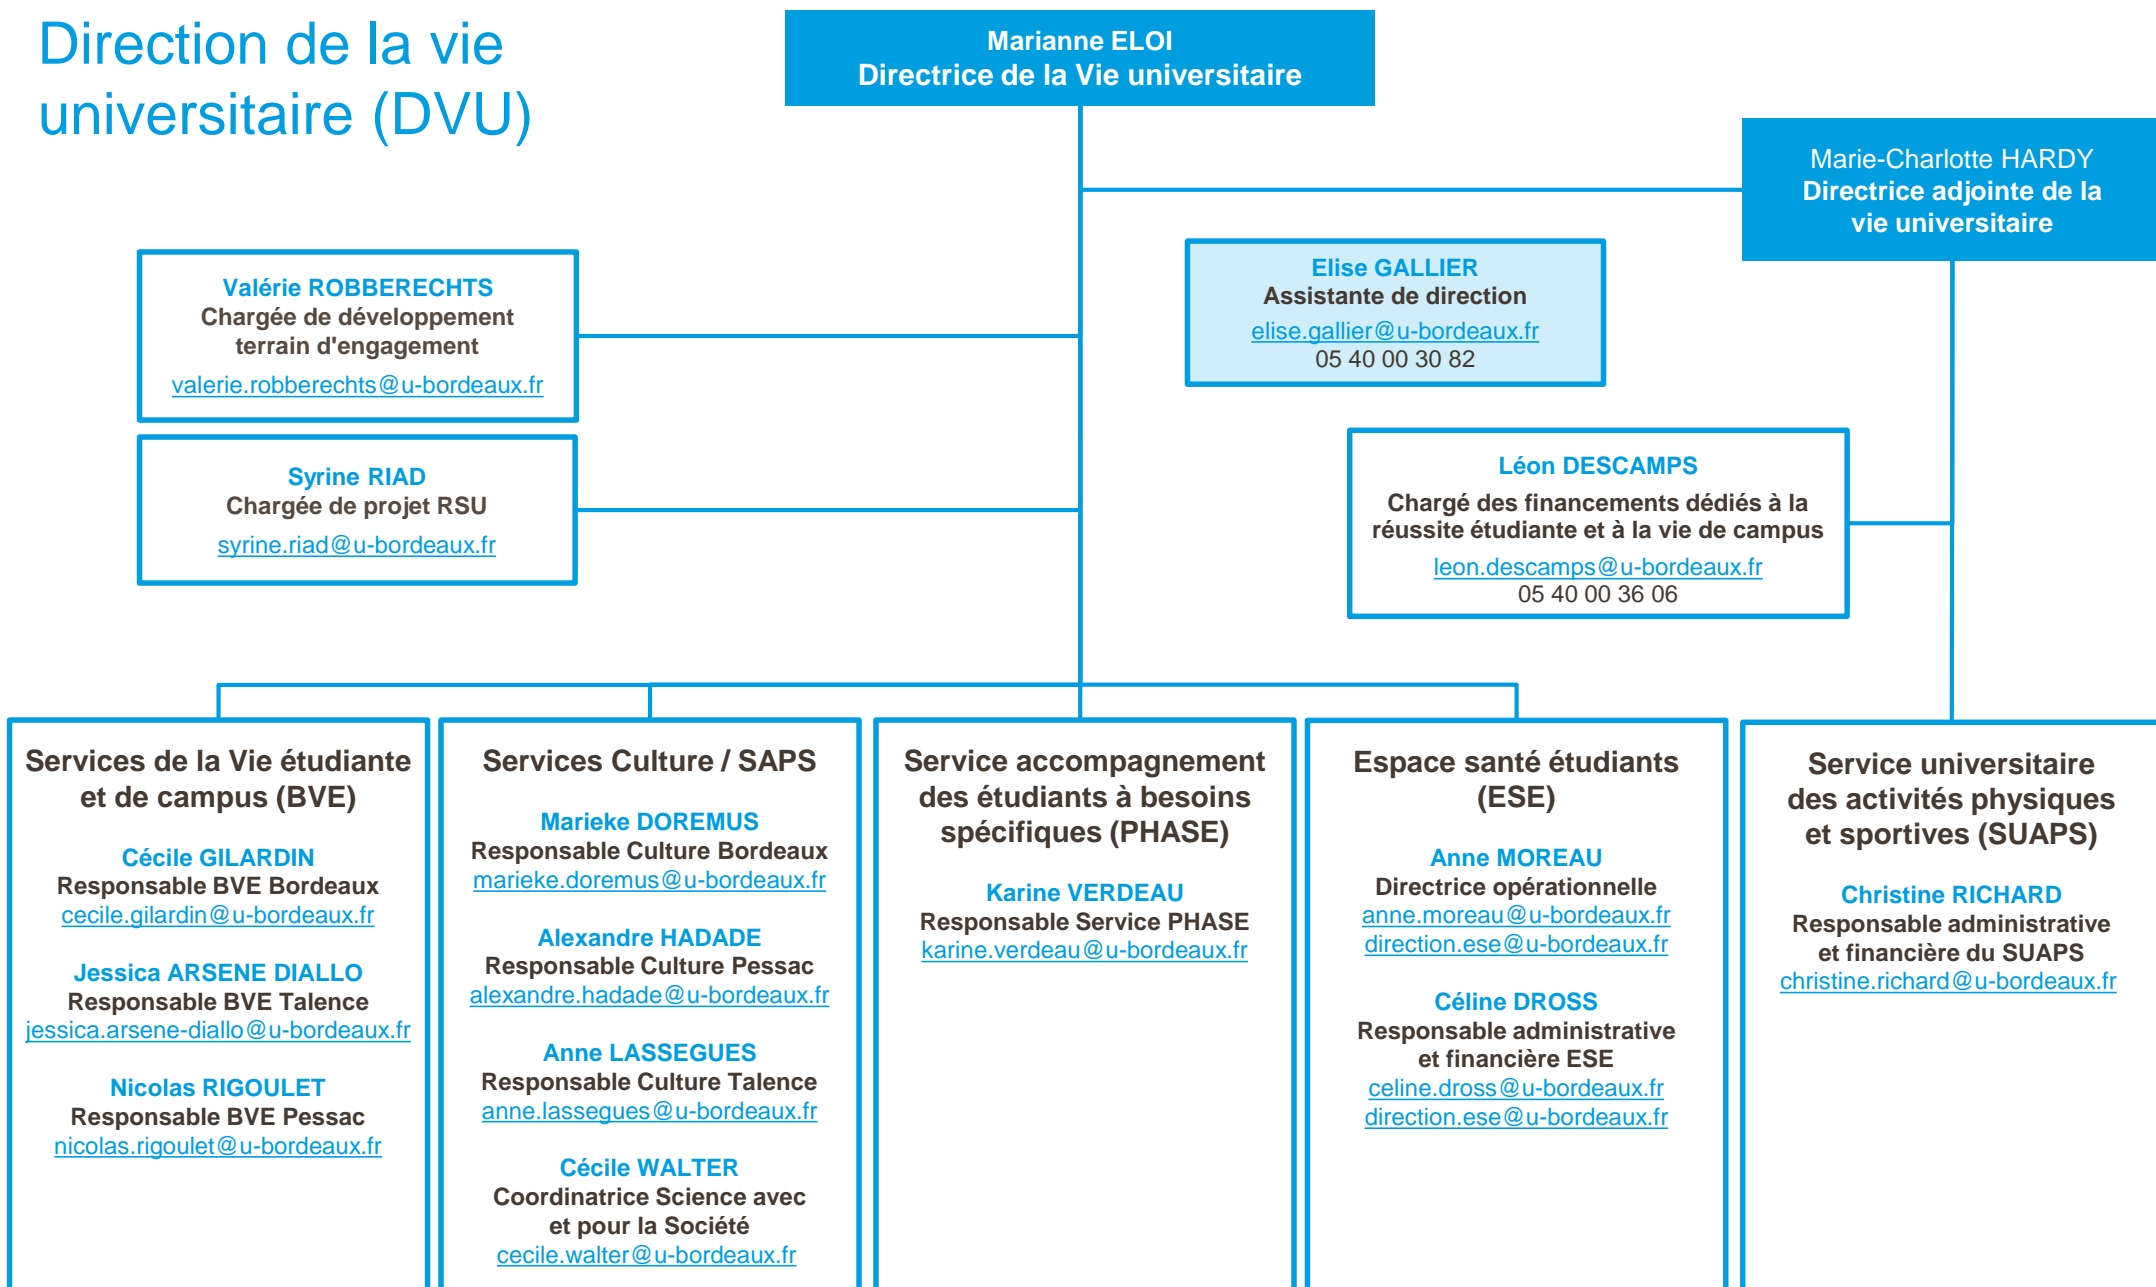 Direction de la vie
universitaire (DVU)
Marianne ELOI
Directrice de la Vie universitaire
Marie-Charlotte HARDY
Directrice adjointe de la
vie universitaire
Valérie ROBBERECHTS
Chargée de développement
terrain d'engagement
valerie.robberechts@u-bordeaux.fr
Elise GALLIER
Assistante de direction
elise.gallier@u-bordeaux.fr
05 40 00 30 82
Syrine RIAD
Chargée de projet RSU
syrine.riad@u-bordeaux.fr
Léon DESCAMPS
Chargé des financements dédiés à la
réussite étudiante et à la vie de campus
leon.descamps@u-bordeaux.fr
05 40 00 36 06
Services de la Vie étudiante
et de campus (BVE)
Cécile GILARDIN
Responsable BVE Bordeaux
cecile.gilardin@u-bordeaux.fr
Jessica ARSENE DIALLO
Responsable BVE Talence
jessica.arsene-diallo@u-bordeaux.fr
Nicolas RIGOULET
Responsable BVE Pessac
nicolas.rigoulet@u-bordeaux.fr
Services Culture / SAPS
Marieke DOREMUS
Responsable Culture Bordeaux
marieke.doremus@u-bordeaux.fr
Alexandre HADADE
Responsable Culture Pessac
alexandre.hadade@u-bordeaux.fr
Anne LASSEGUES
Responsable Culture Talence
anne.lassegues@u-bordeaux.fr
Cécile WALTER
Coordinatrice Science avec
et pour la Société
cecile.walter@u-bordeaux.fr
Service accompagnement
des étudiants à besoins
spécifiques (PHASE)
Karine VERDEAU
Responsable Service PHASE
karine.verdeau@u-bordeaux.fr
Espace santé étudiants
(ESE)
Anne MOREAU
Directrice opérationnelle
anne.moreau@u-bordeaux.fr
direction.ese@u-bordeaux.fr
Céline DROSS
Responsable administrative
et financière ESE
celine.dross@u-bordeaux.fr
direction.ese@u-bordeaux.fr
Service universitaire
des activités physiques
et sportives (SUAPS)
Christine RICHARD
Responsable administrative
et financière du SUAPS
christine.richard@u-bordeaux.fr